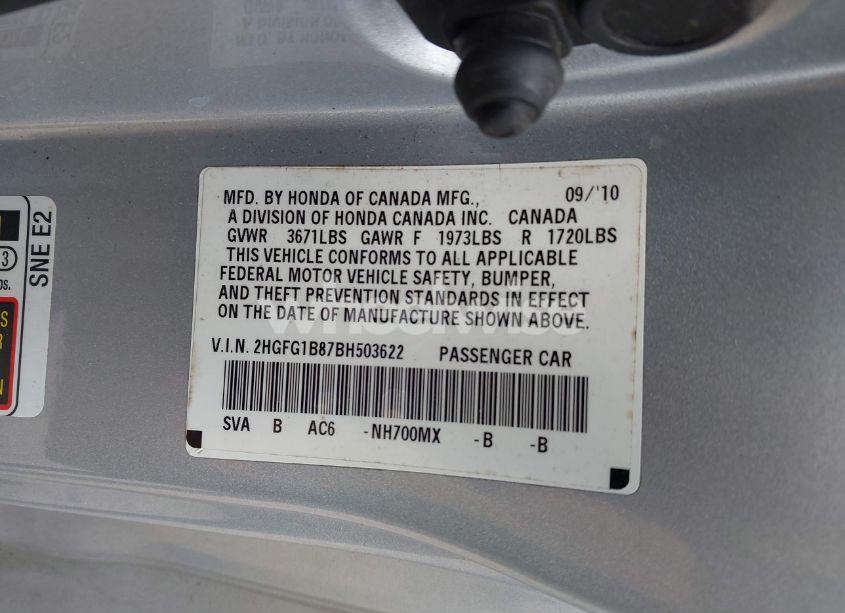 MFD. BY HONDA OF CANADA MFG., 09/'10
A DIVISION OF HONDA CANADA INC. CANADA
GVWR 3671LBS GAWR F 1973LBS R 1720LBS
THIS VEHICLE CONFORMS TO ALL APPLICABLE
FEDERAL MOTOR VEHICLE SAFETY, BUMPER,
AND THEFT PREVENTION STANDARDS IN EFFECT
ON THE DATE OF MANUFACTURE SHOWN ABOVE.
V.I.N. 2HGFG1B87BH503622 PASSENGER CAR
SVA B AC6 -NH700MX -B -B
SNE E2
3